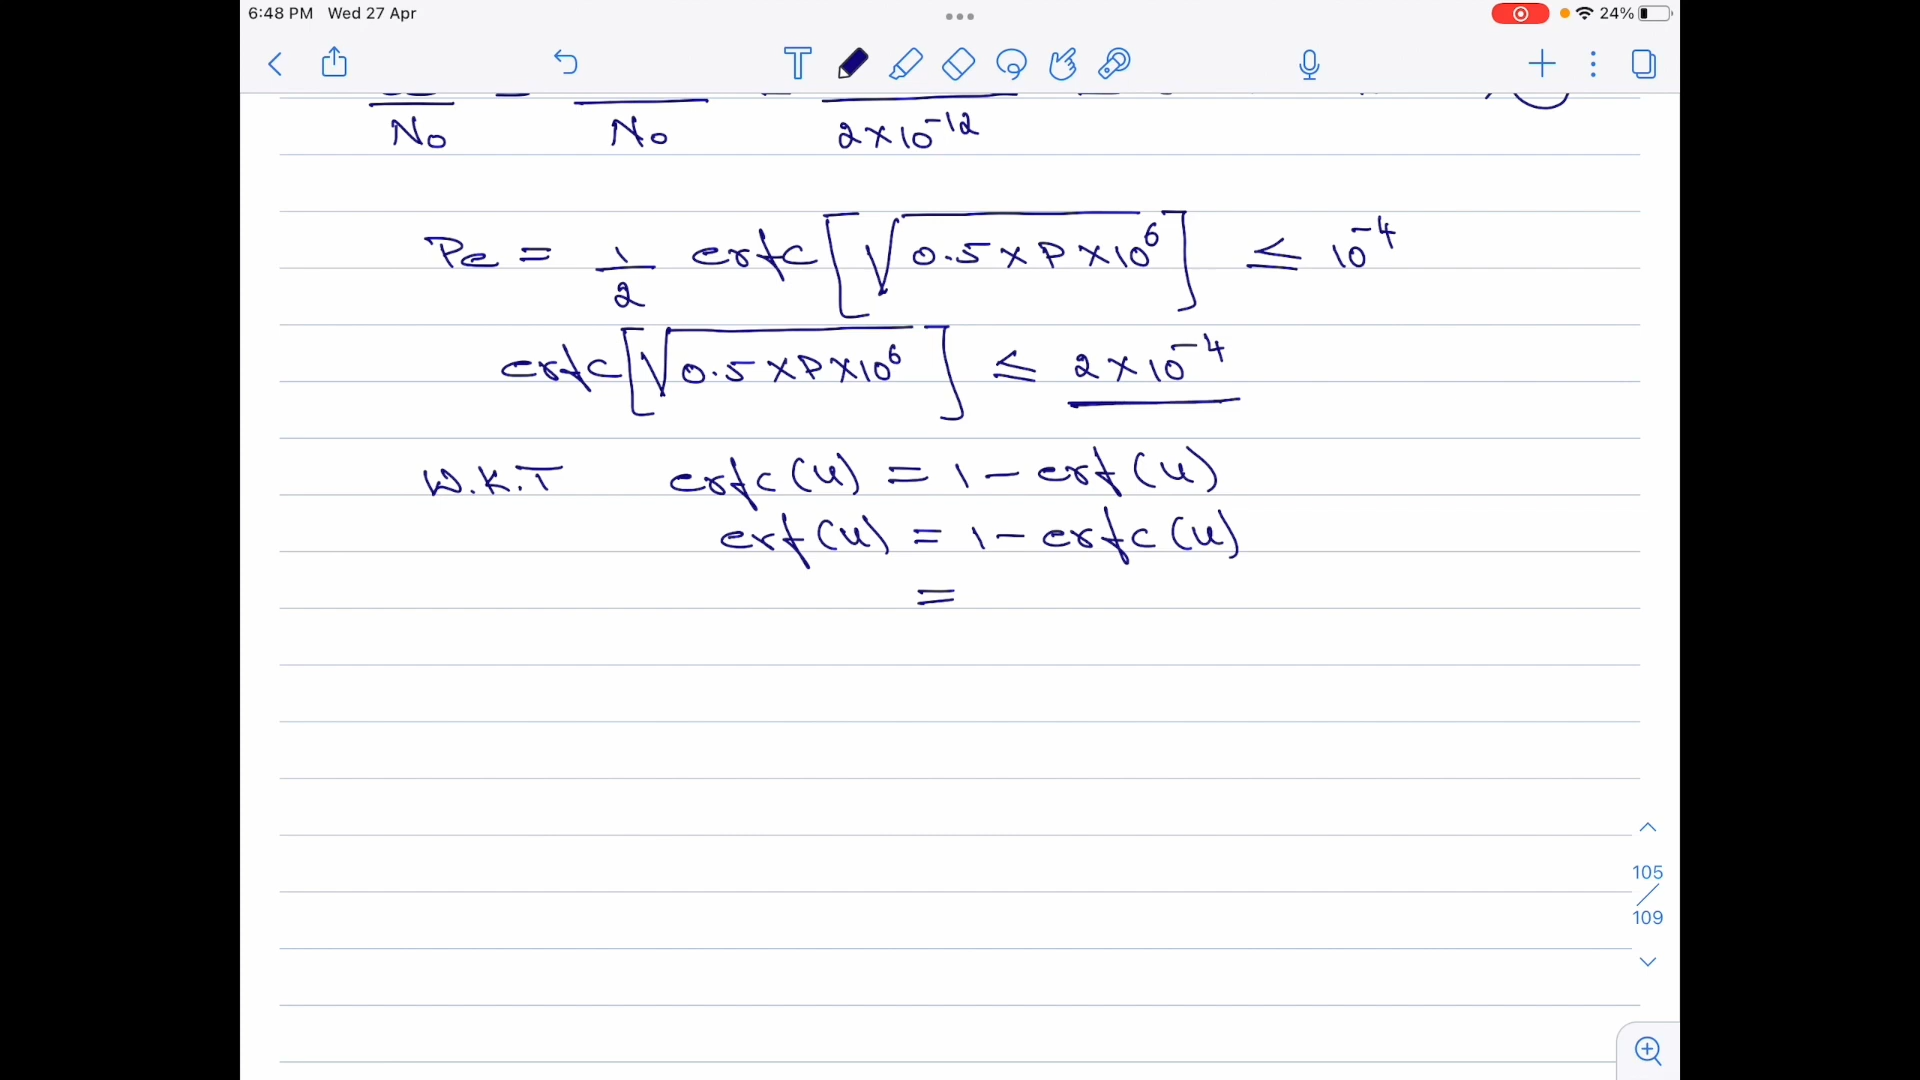 6:48 PM Wed 27 Apr 24%
T
No No 2×10⁻¹²
Pe = 1/2 erfc[√0.5×P×10⁶] ≤ 10⁻⁴
erfc[√0.5×P×10⁶] ≤ 2×10⁻⁴
W.K.T erfc(u) = 1 - erf(u)
erf(u) = 1 - erfc(u)
=
105
109